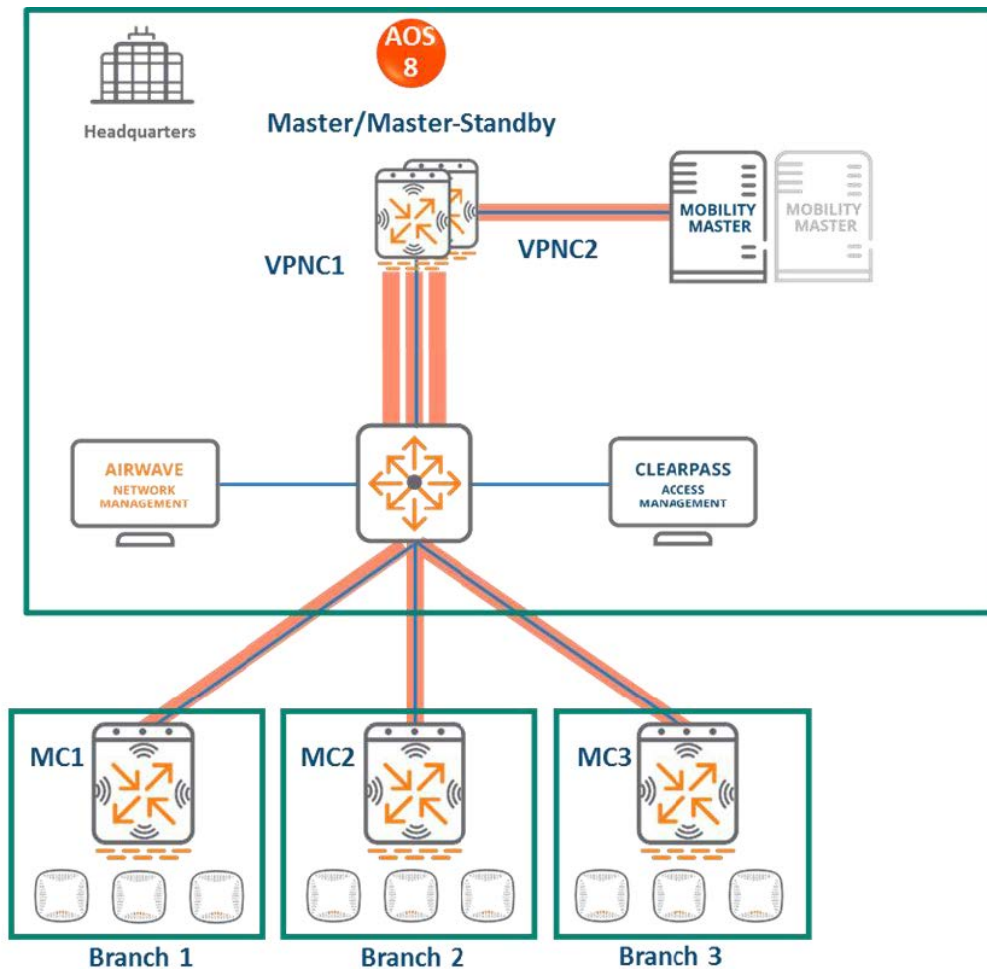 AOS
8
Headquarters
Master/Master-Standby
MOBILITY
MASTER
MOBILITY
MASTER
VPNC1
VPNC2
AIRWAVE
NETWORK
MANAGEMENT
CLEARPASS
ACCESS
MANAGEMENT
MC1
MC2
MC3
Branch 1
Branch 2
Branch 3